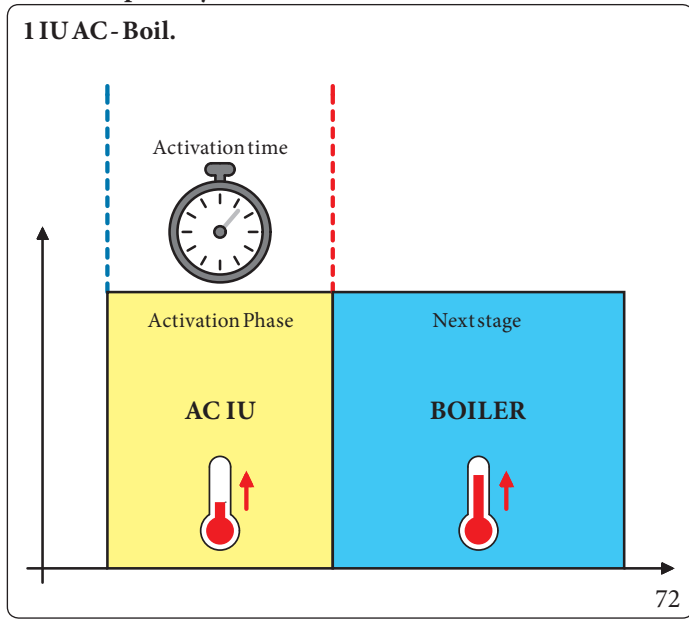 1 IU AC - Boil.
Activation time
Activation Phase
Next stage
AC IU
BOILER
72